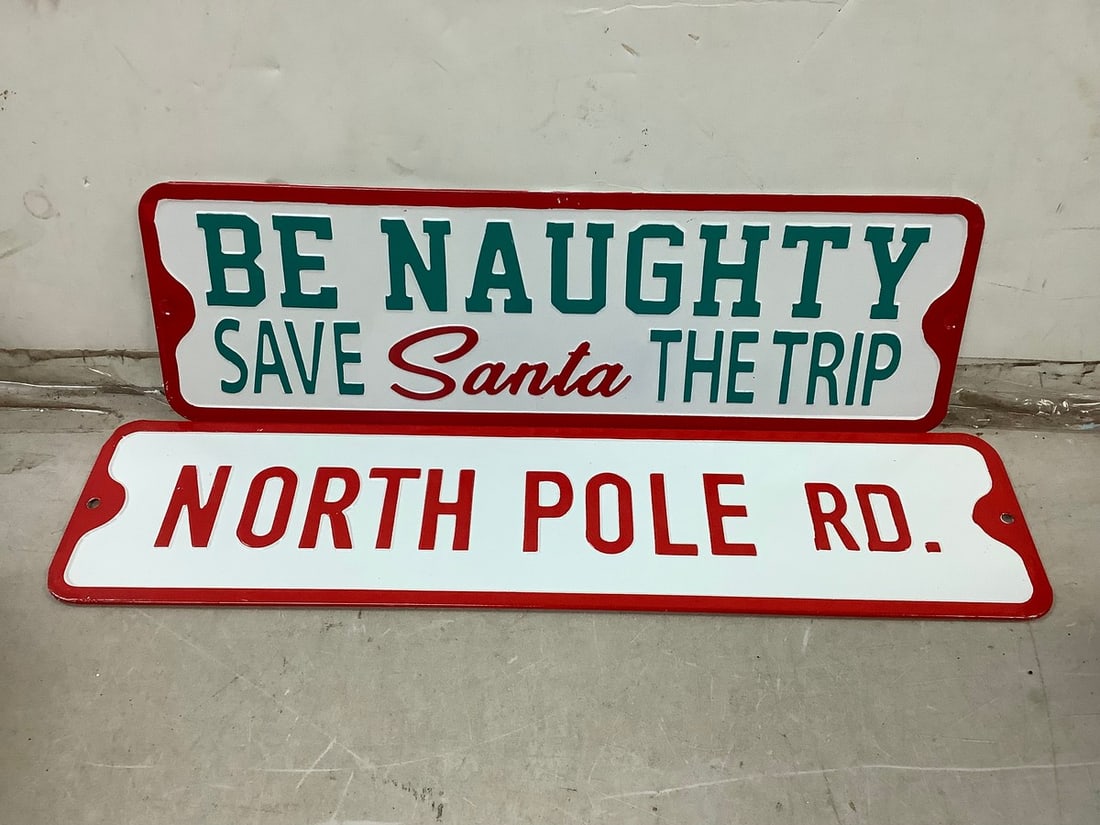 BE NAUGHTY
SAVE Santa THE TRIP
NORTH POLE RD.